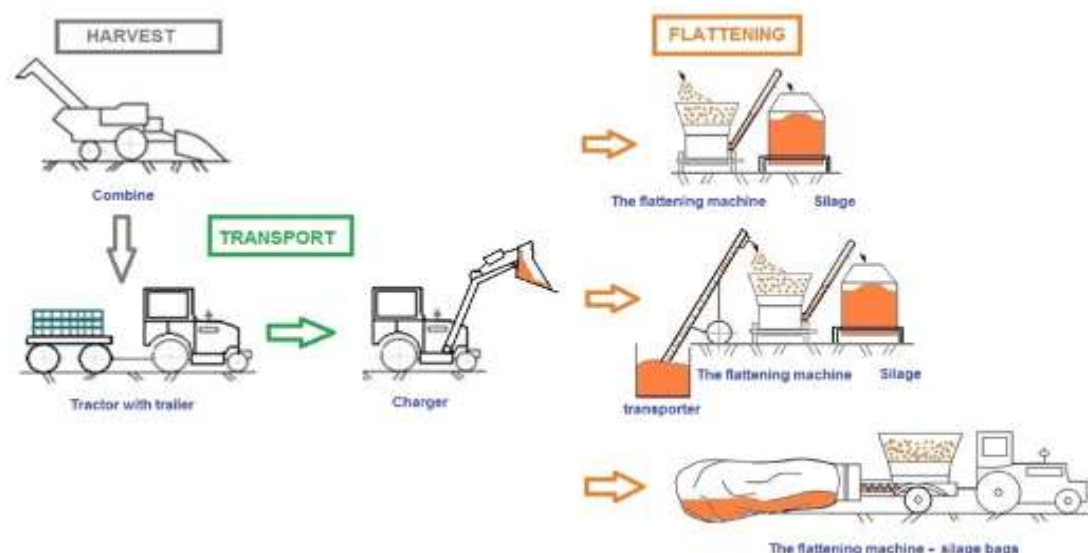 HARVEST
FLATTENING
Combine
The flattening machine
Silage
TRANSPORT
Tractor with trailer
Charger
The flattening machine
Silage
transporter
The flattening machine - silage bags